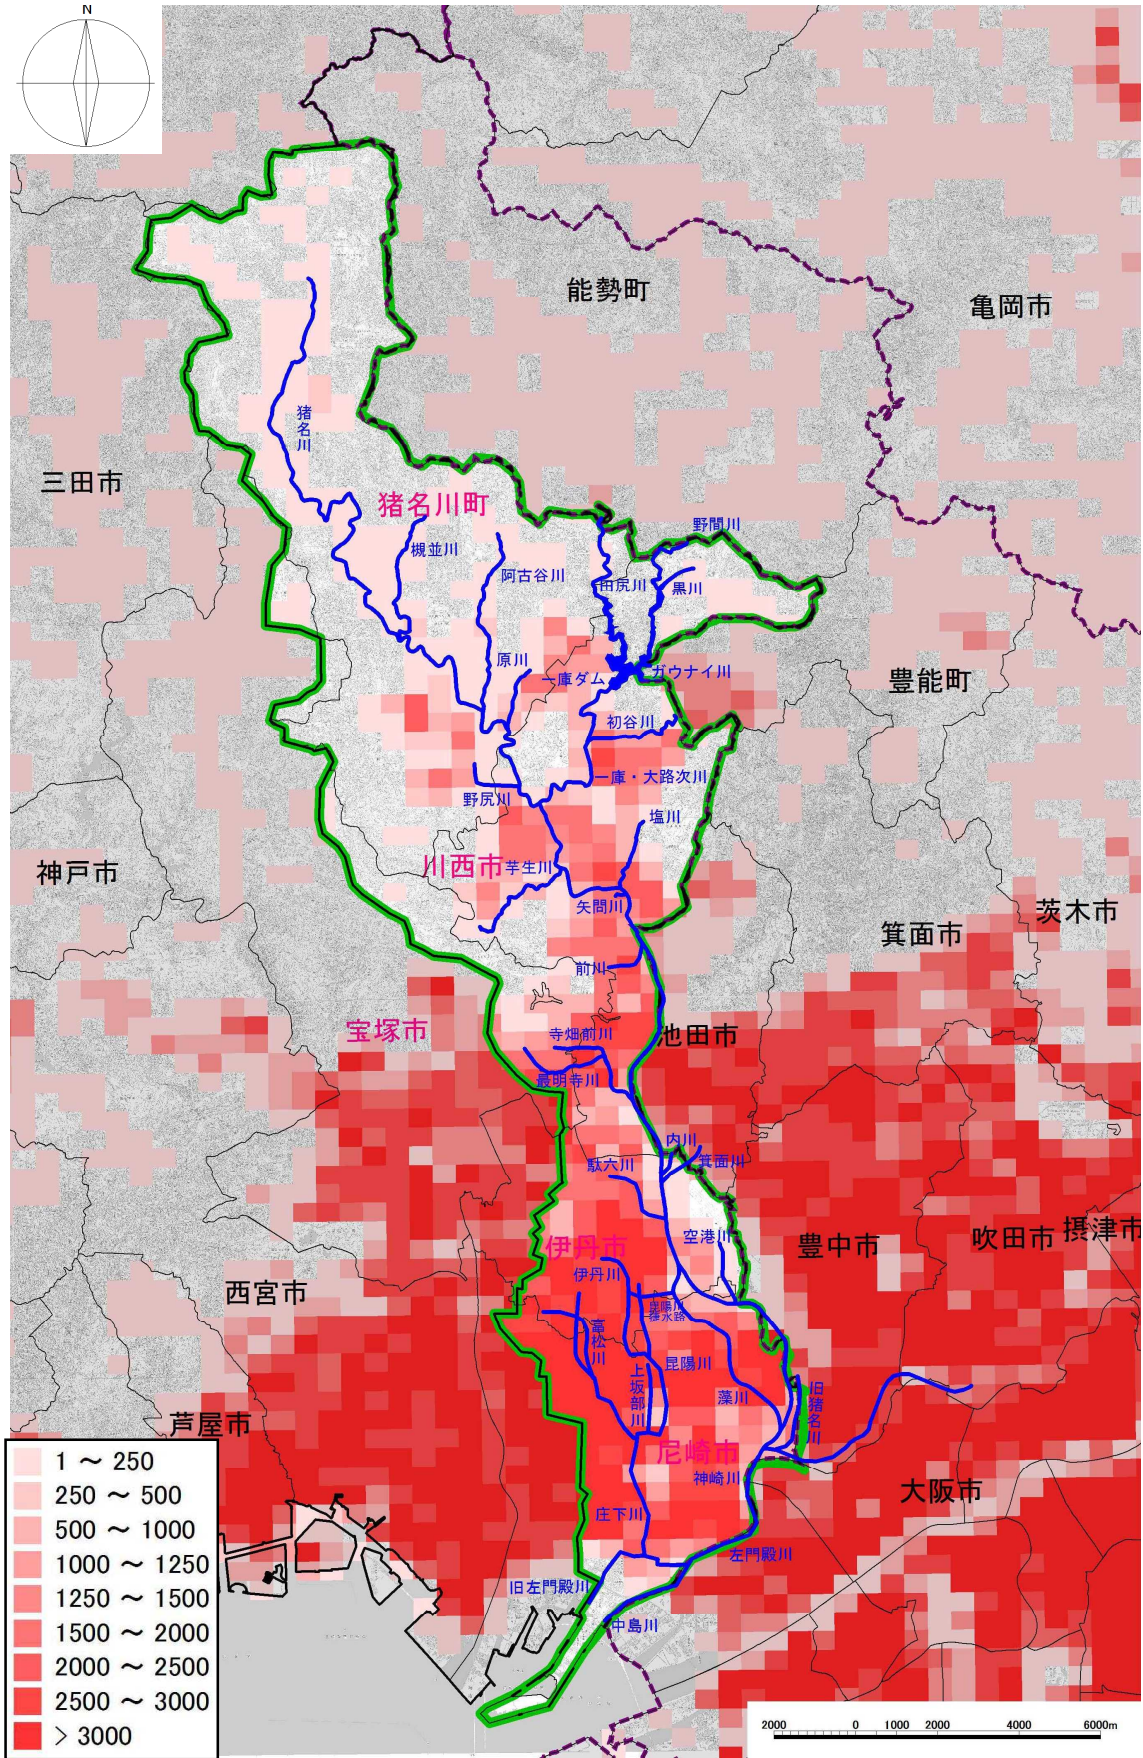 N
能勢町
亀岡市
猪名川
三田市
猪名川町
野間川
槻並川
阿古谷川
田尻川
黒川
原川
一庫ダム
ガウナイ川
豊能町
初谷川
一庫・大路次川
野尻川
塩川
神戸市
川西市
芋生川
矢問川
茨木市
箕面市
前川
宝塚市
寺畑前川
池田市
最明寺川
内川
駄六川
箕面川
空港川
伊丹市
豊中市
吹田市
摂津市
伊丹川
西宮市
昆陽川
富松川
昆陽川
上坂部川
藻川
旧猪名川
芦屋市
尼崎市
神崎川
大阪市
庄下川
左門殿川
旧左門殿川
中島川
1 ～ 250
250 ～ 500
500 ～ 1000
1000 ～ 1250
1250 ～ 1500
1500 ～ 2000
2000 ～ 2500
2500 ～ 3000
> 3000
2000 0 1000 2000 4000 6000m